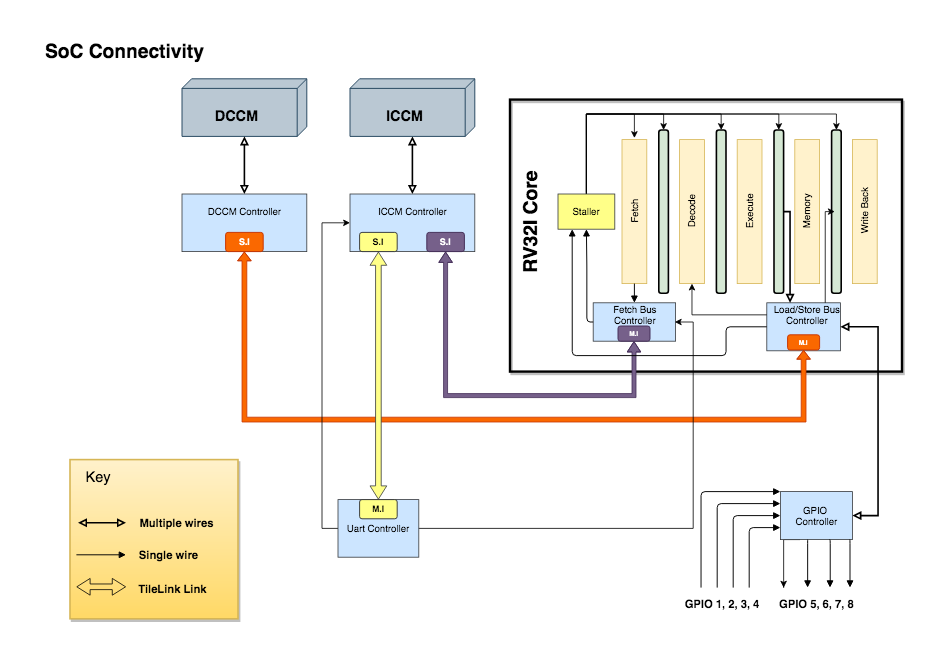 SoC Connectivity
DCCM
ICCM
DCCM Controller
S.I
ICCM Controller
S.I
S.I
RV32I Core
Staller
Fetch
Decode
Execute
Memory
Write Back
Fetch Bus
Controller
M.I
Load/Store Bus
Controller
M.I
Key
Multiple wires
Single wire
TileLink Link
M.I
Uart Controller
GPIO
Controller
GPIO 1, 2, 3, 4
GPIO 5, 6, 7, 8